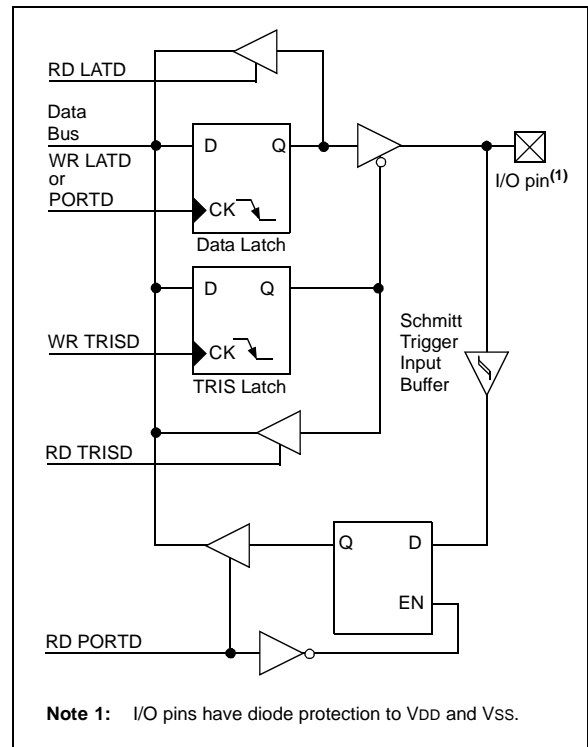 RD LATD
Data
Bus
WR LATD
or
PORTD
D Q
CK
Data Latch
I/O pin(1)
D Q
WR TRISD
CK
TRIS Latch
Schmitt
Trigger
Input
Buffer
RD TRISD
Q D
EN
RD PORTD
Note 1: I/O pins have diode protection to VDD and VSS.